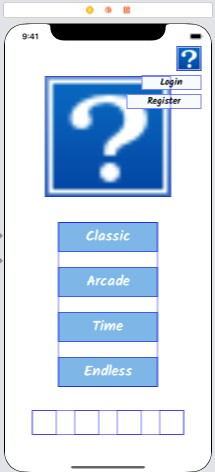 9:41
?
Login
Register
?
Classic
Arcade
Time
Endless